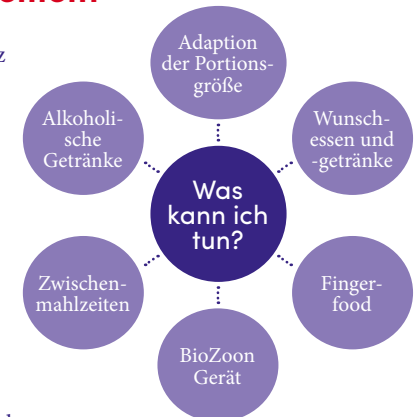 z
Adaption
der Portions-
größe
Alkoholi-
sche
Getränke
Wunsch-
essen und
-getränke
Was
kann ich
tun?
Zwischen-
mahlzeiten
Finger-
food
BioZoon
Gerät